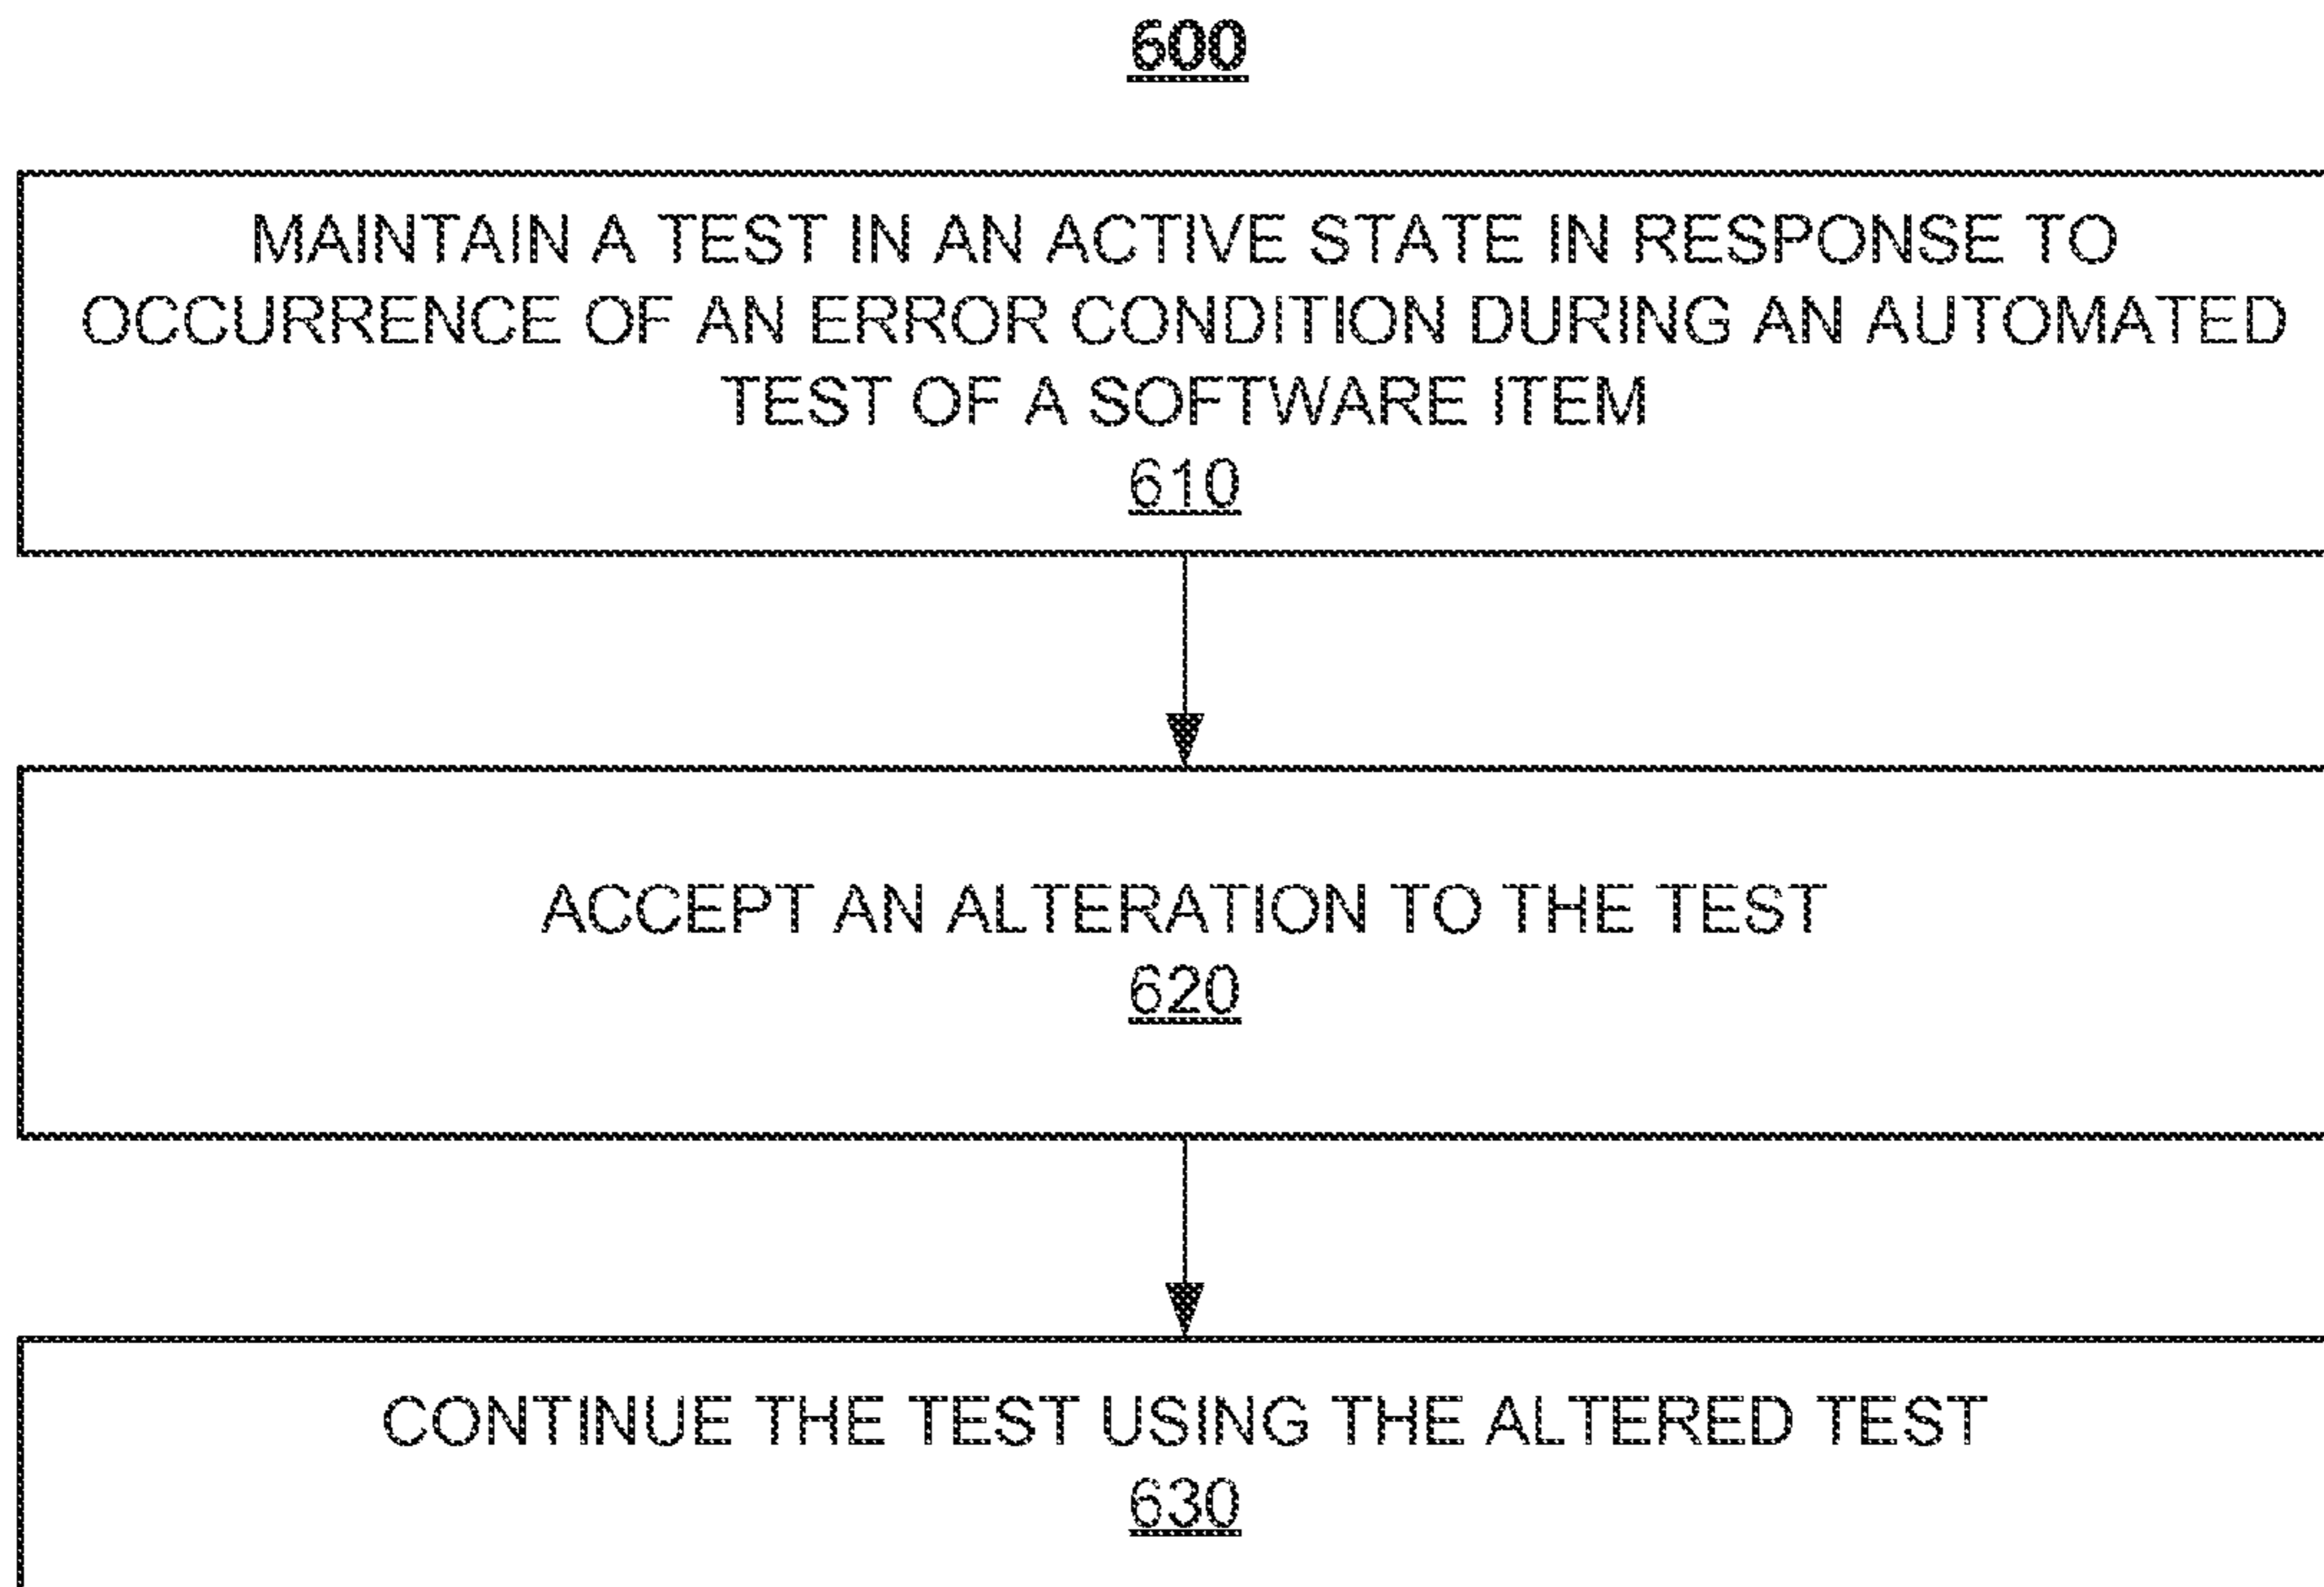 600
MAINTAIN A TEST IN AN ACTIVE STATE IN RESPONSE TO
OCCURRENCE OF AN ERROR CONDITION DURING AN AUTOMATED
TEST OF A SOFTWARE ITEM
610
ACCEPT AN ALTERATION TO THE TEST
620
CONTINUE THE TEST USING THE ALTERED TEST
630